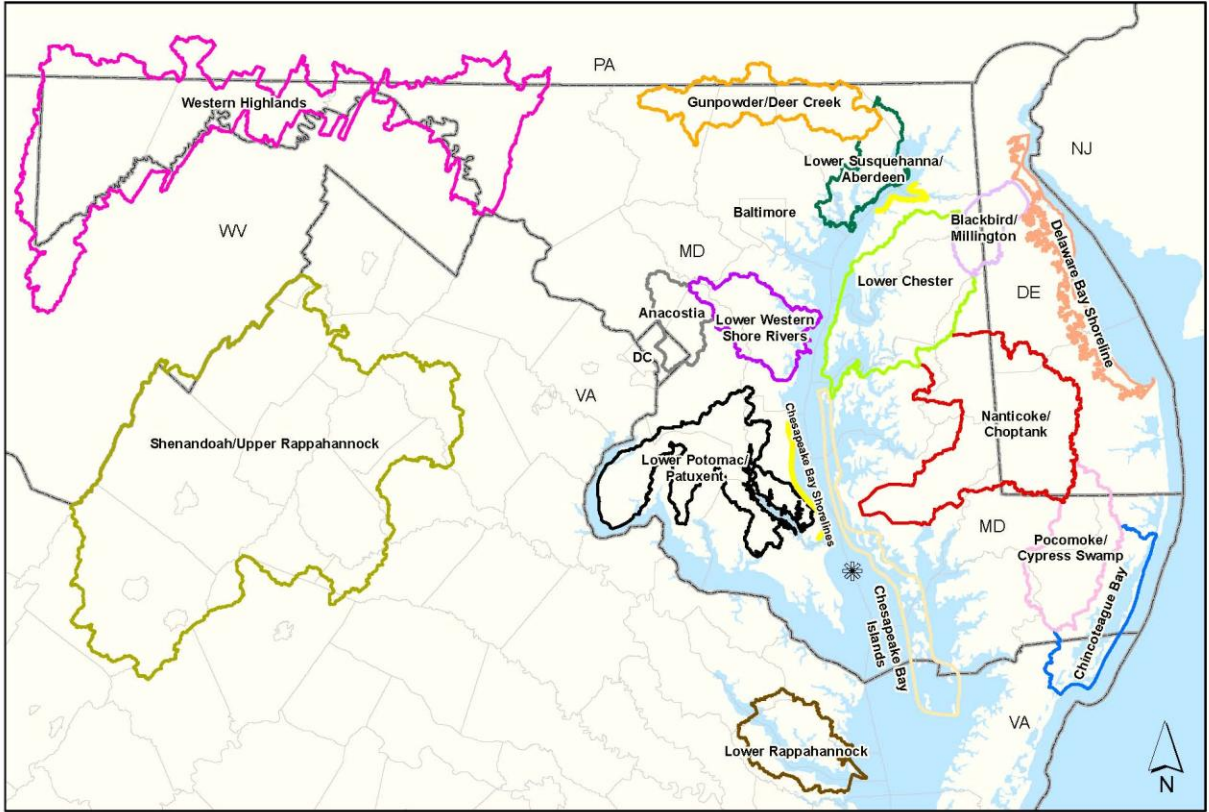 PA
Western Highlands
Gunpowder/Deer Creek
NJ
Lower Susquehanna/
Aberdeen
Baltimore
Blackbird/
Millington
WV
MD
Delaware Bay Shoreline
Lower Chester
DE
Anacostia
Lower Western
Shore Rivers
DC
VA
Chesapeake Bay Shorelines
Nanticoke/
Choptank
Shenandoah/Upper Rappahannock
Lower Potomac/
Patuxent
MD
Pocomoke/
Cypress Swamp
Chesapeake Bay
Islands
Chincoteague Bay
VA
Lower Rappahannock
N